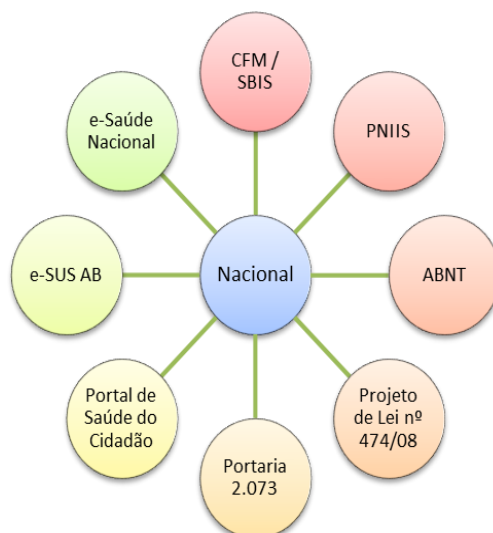 CFM /
SBIS
PNIIS
ABNT
Projeto
de Lei nº
474/08
Portaria
2.073
Portal de
Saúde do
Cidadão
e-SUS AB
e-Saúde
Nacional
Nacional